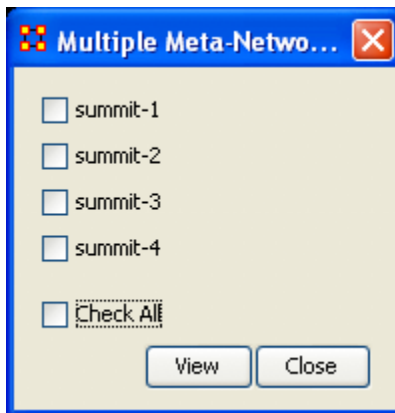 Multiple Meta-Netwo...
summit-1
summit-2
summit-3
summit-4
Check All
View Close